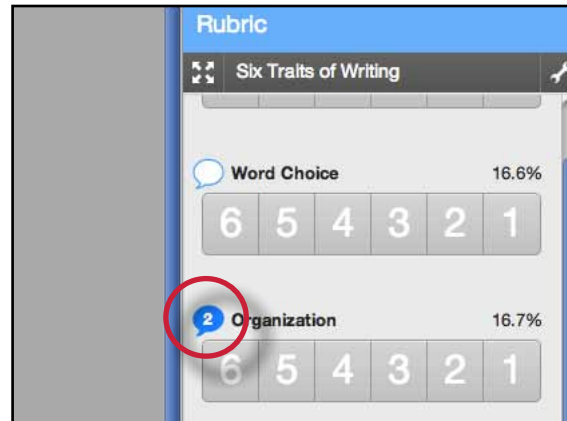 Rubric
Six Traits of Writing
Word Choice 16.6%
6 5 4 3 2 1
2 Organization 16.7%
6 5 4 3 2 1